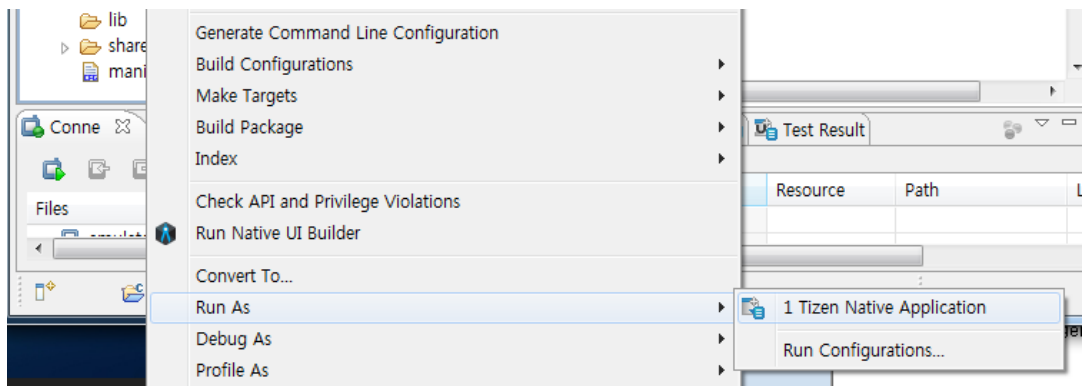 lib
share
mani
Conne
Files
Generate Command Line Configuration
Build Configurations
Make Targets
Build Package
Index
Check API and Privilege Violations
Run Native UI Builder
Convert To...
Run As
Debug As
Profile As
1 Tizen Native Application
Run Configurations...
Test Result
Resource
Path
L